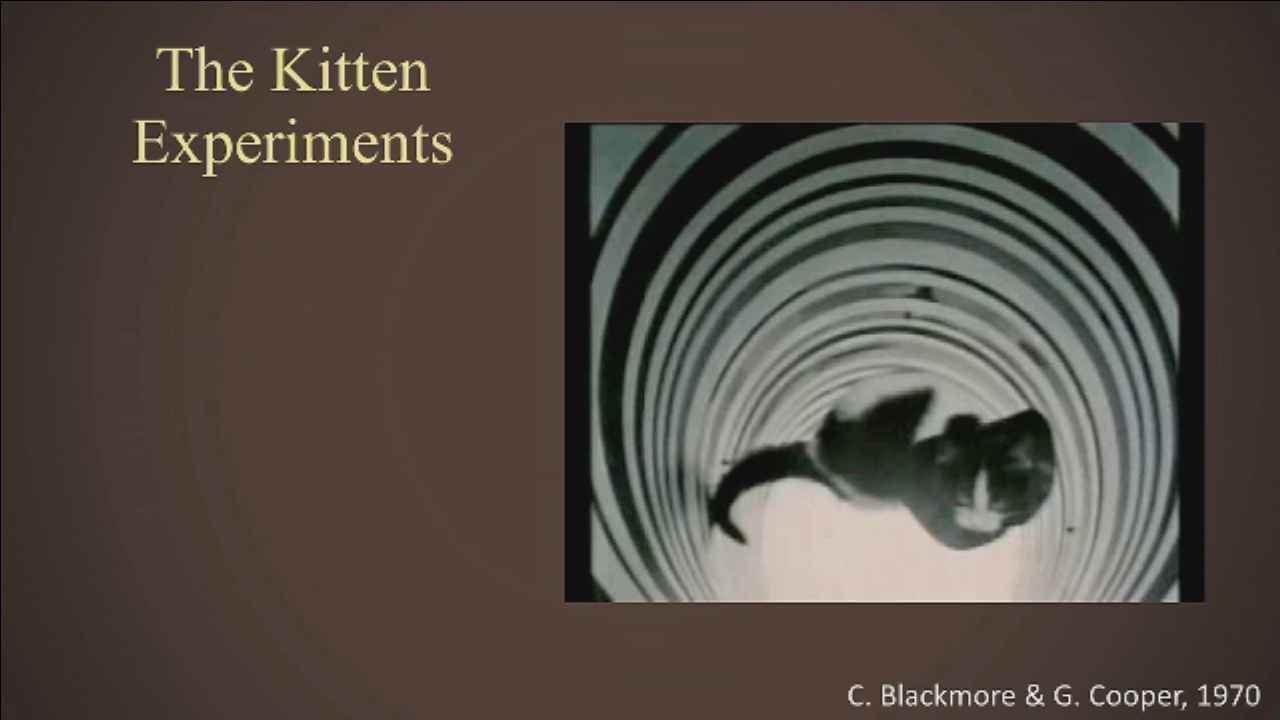 The Kitten
Experiments
C. Blackmore & G. Cooper, 1970